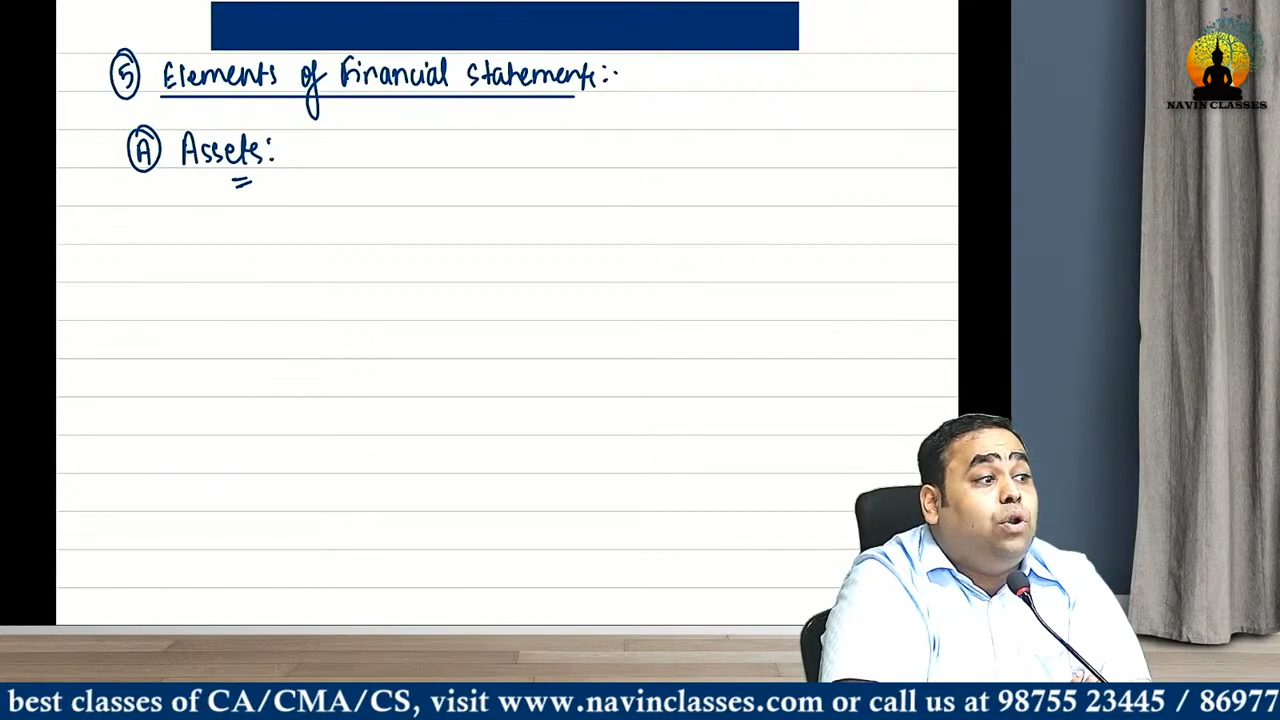 5 Elements of Financial Statements:-
A Assets:
NAVIN CLASSES
best classes of CA/CMA/CS, visit www.navinclasses.com or call us at 98755 23445 / 86977